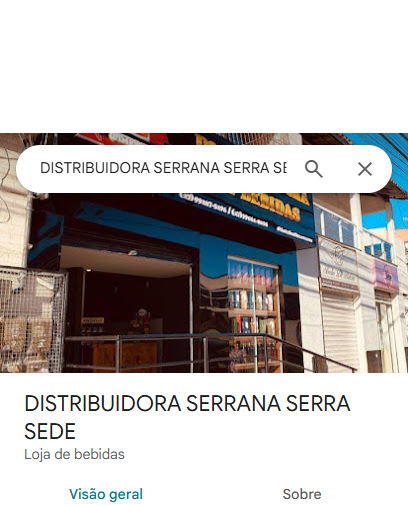 DISTRIBUIDORA SERRANA SERRA SE
BEBIDAS
DISTRIBUIDORA SERRANA SERRA
SEDE
Loja de bebidas
Visão geral
Sobre